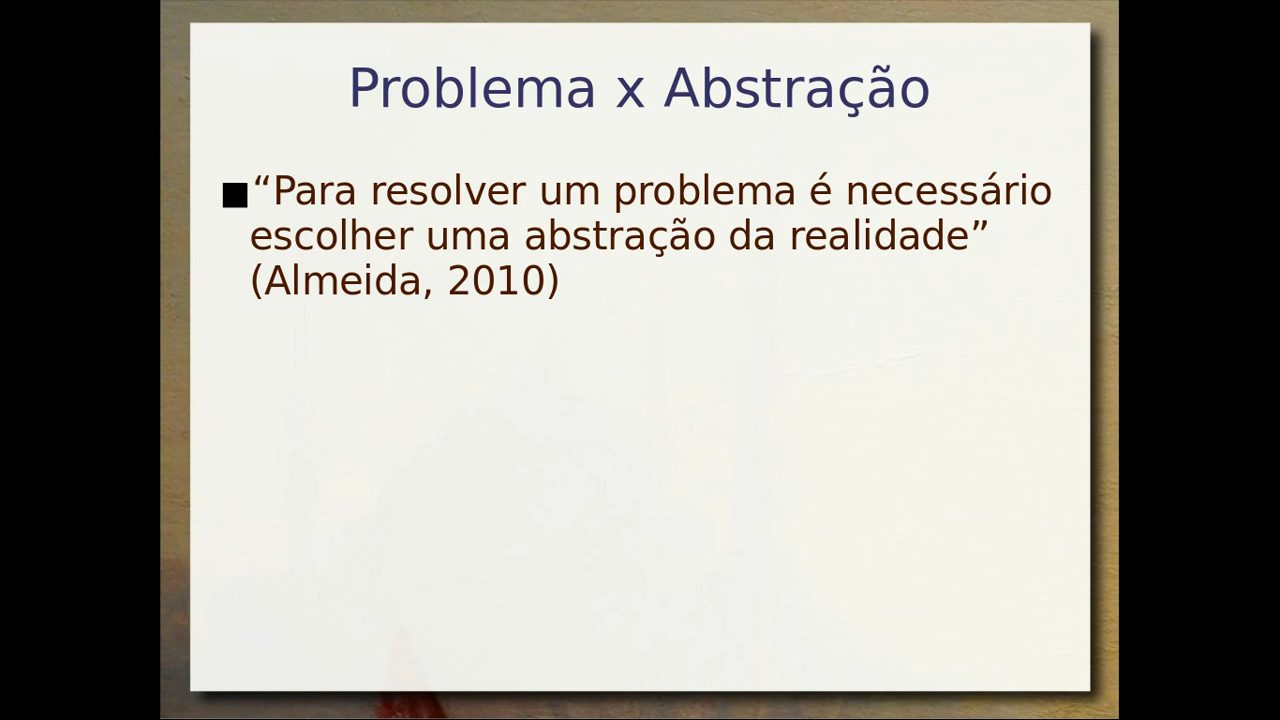 Problema x Abstração
■“Para resolver um problema é necessário
escolher uma abstração da realidade”
(Almeida, 2010)